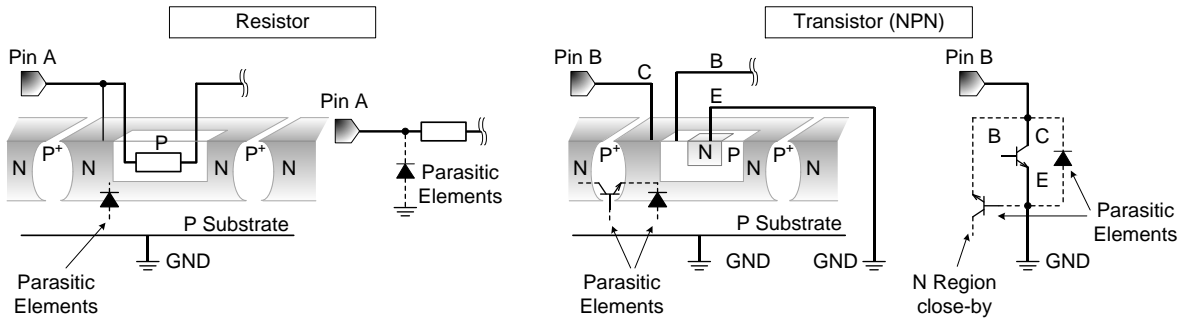 Resistor
Transistor (NPN)
Pin A
Pin B
C
B
E
Pin B
Pin A
N
P+
N
P
N
P+
N
Parasitic
Elements
N
P+
N
P
P+
N
N
B
C
E
P Substrate
GND
Parasitic
Elements
P Substrate
GND
GND
Parasitic
Elements
GND
Parasitic
Elements
N Region
close-by